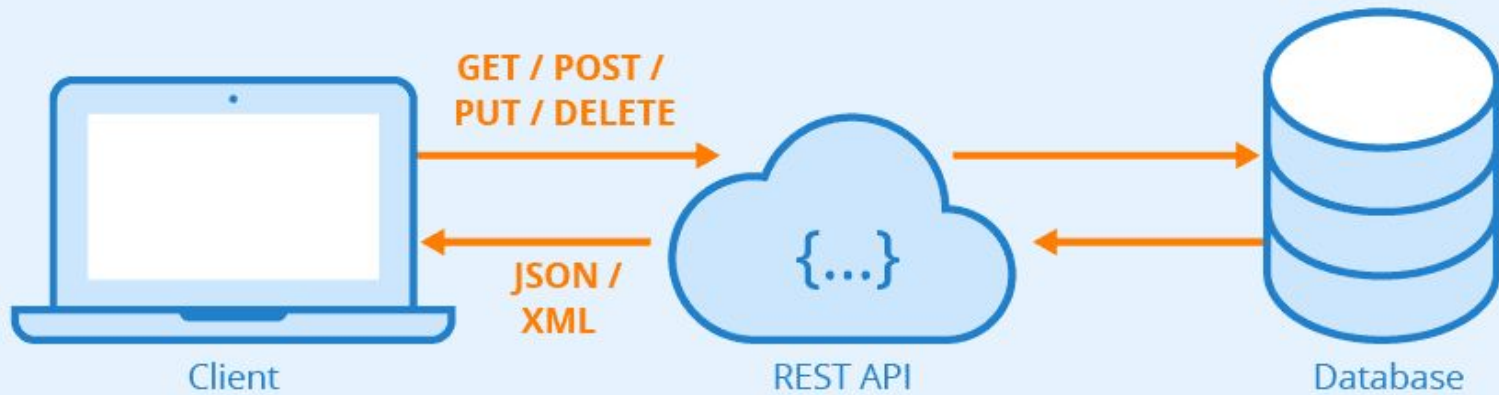 GET / POST /
PUT / DELETE
{...}
JSON /
XML
Client
REST API
Database